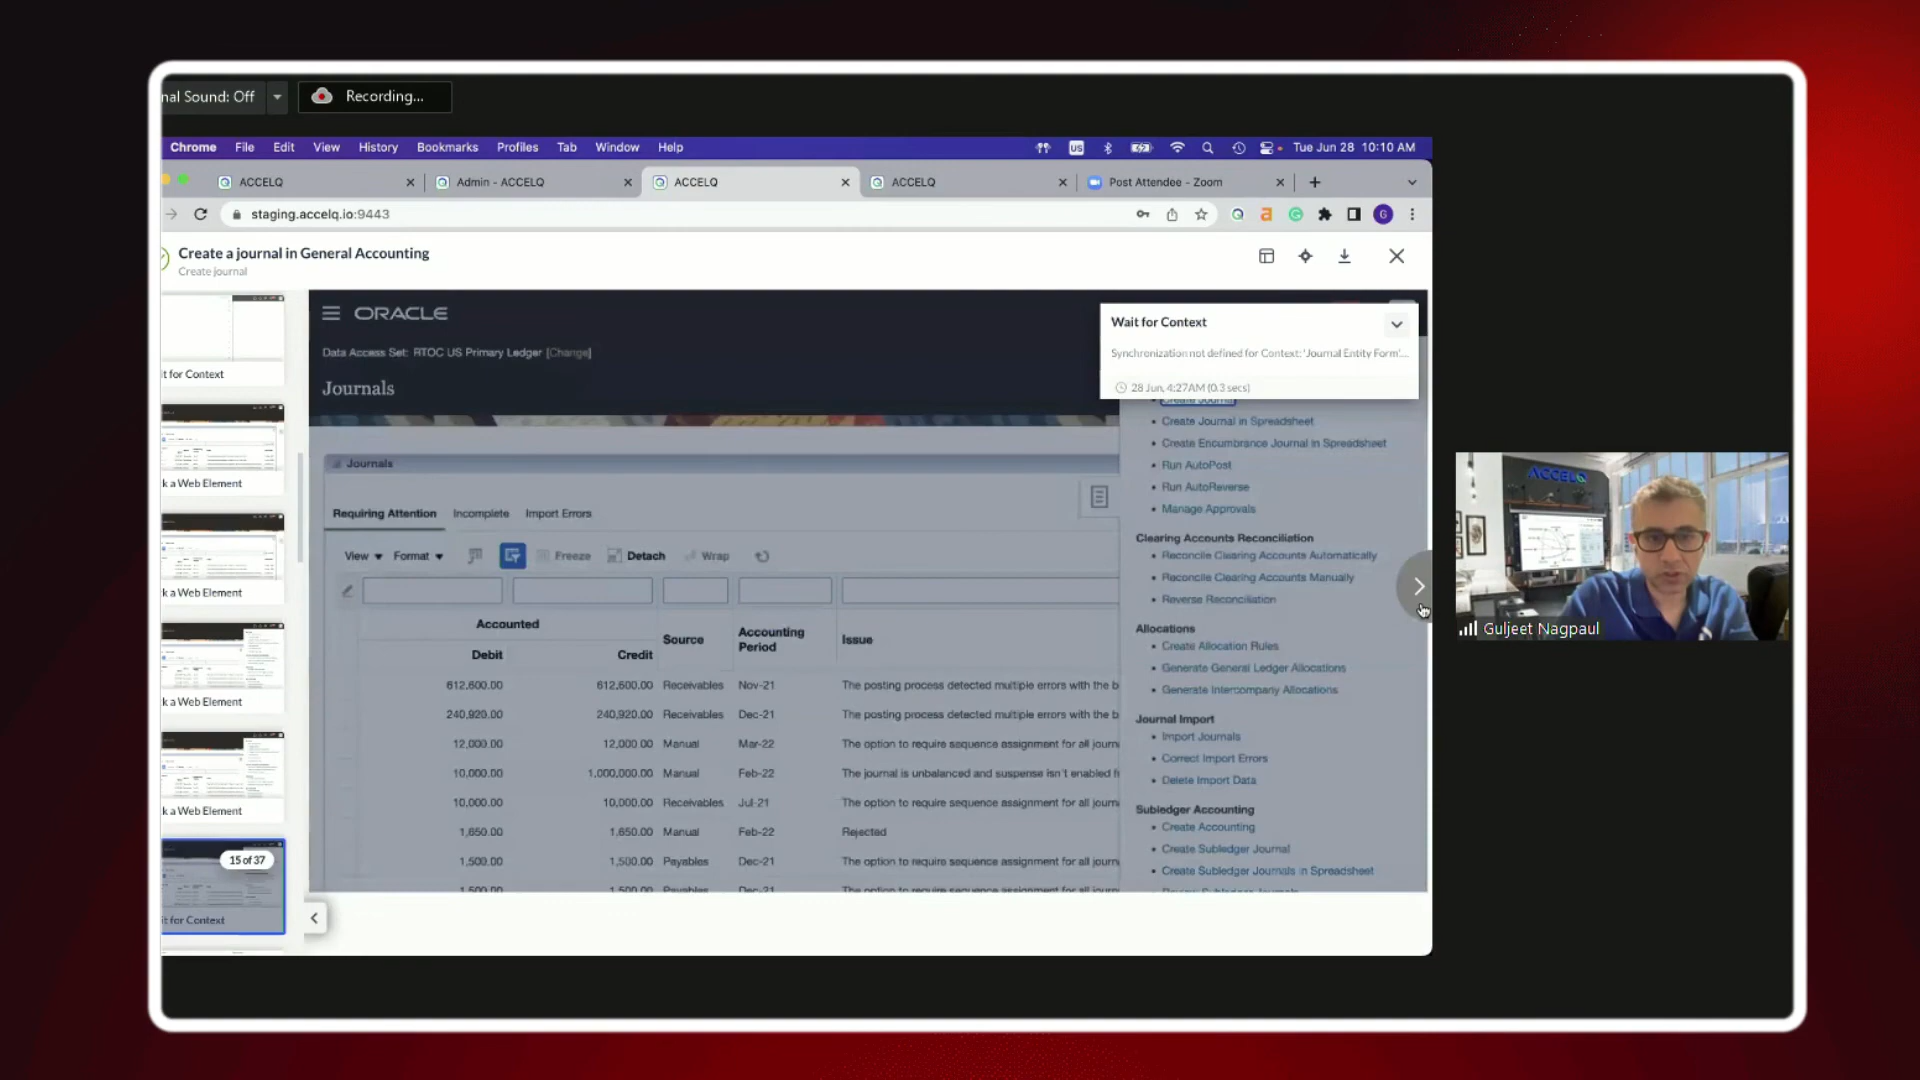 nal Sound: Off
Recording...
Chrome File Edit View History Bookmarks Profiles Tab Window Help
US Tue Jun 28 10:10 AM
ACCELQ
Admin - ACCELQ
ACCELQ
ACCELQ
Post Attendee - Zoom
staging.accelq.io:9443
G
Create a journal in General Accounting
Create journal
it for Context
k a Web Element
k a Web Element
k a Web Element
k a Web Element
15 of 37
it for Context
ORACLE
Data Access Set: RTOC US Primary Ledger [Change]
Journals
Wait for Context
Synchronization not defined for Context: 'Journal Entity Form'....
28 Jun, 4:27AM (0.3 secs)
Journals
Requiring Attention Incomplete Import Errors
View Format Freeze Detach Wrap
Accounted
Debit Credit Source Accounting Period Issue
612,600.00 612,600.00 Receivables Nov-21 The posting process detected multiple errors with the b
240,920.00 240,920.00 Receivables Dec-21 The posting process detected multiple errors with the b
12,000.00 12,000.00 Manual Mar-22 The option to require sequence assignment for all journ
10,000.00 1,000,000.00 Manual Feb-22 The journal is unbalanced and suspense isn't enabled f
10,000.00 10,000.00 Receivables Jul-21 The option to require sequence assignment for all journ
1,650.00 1,650.00 Manual Feb-22 Rejected
1,500.00 1,500.00 Payables Dec-21 The option to require sequence assignment for all journ
1,500.00 1,500.00 Payables Dec-21 The option to require sequence assignment for all journ
Create Journal
Create Journal in Spreadsheet
Create Encumbrance Journal in Spreadsheet
Run AutoPost
Run AutoReverse
Manage Approvals
Clearing Accounts Reconciliation
Reconcile Clearing Accounts Automatically
Reconcile Clearing Accounts Manually
Reverse Reconciliation
Allocations
Create Allocation Rules
Generate General Ledger Allocations
Generate Intercompany Allocations
Journal Import
Import Journals
Correct Import Errors
Delete Import Data
Subledger Accounting
Create Accounting
Create Subledger Journal
Create Subledger Journals in Spreadsheet
Review Subledger Journals
ACCELQ
Guljeet Nagpaul